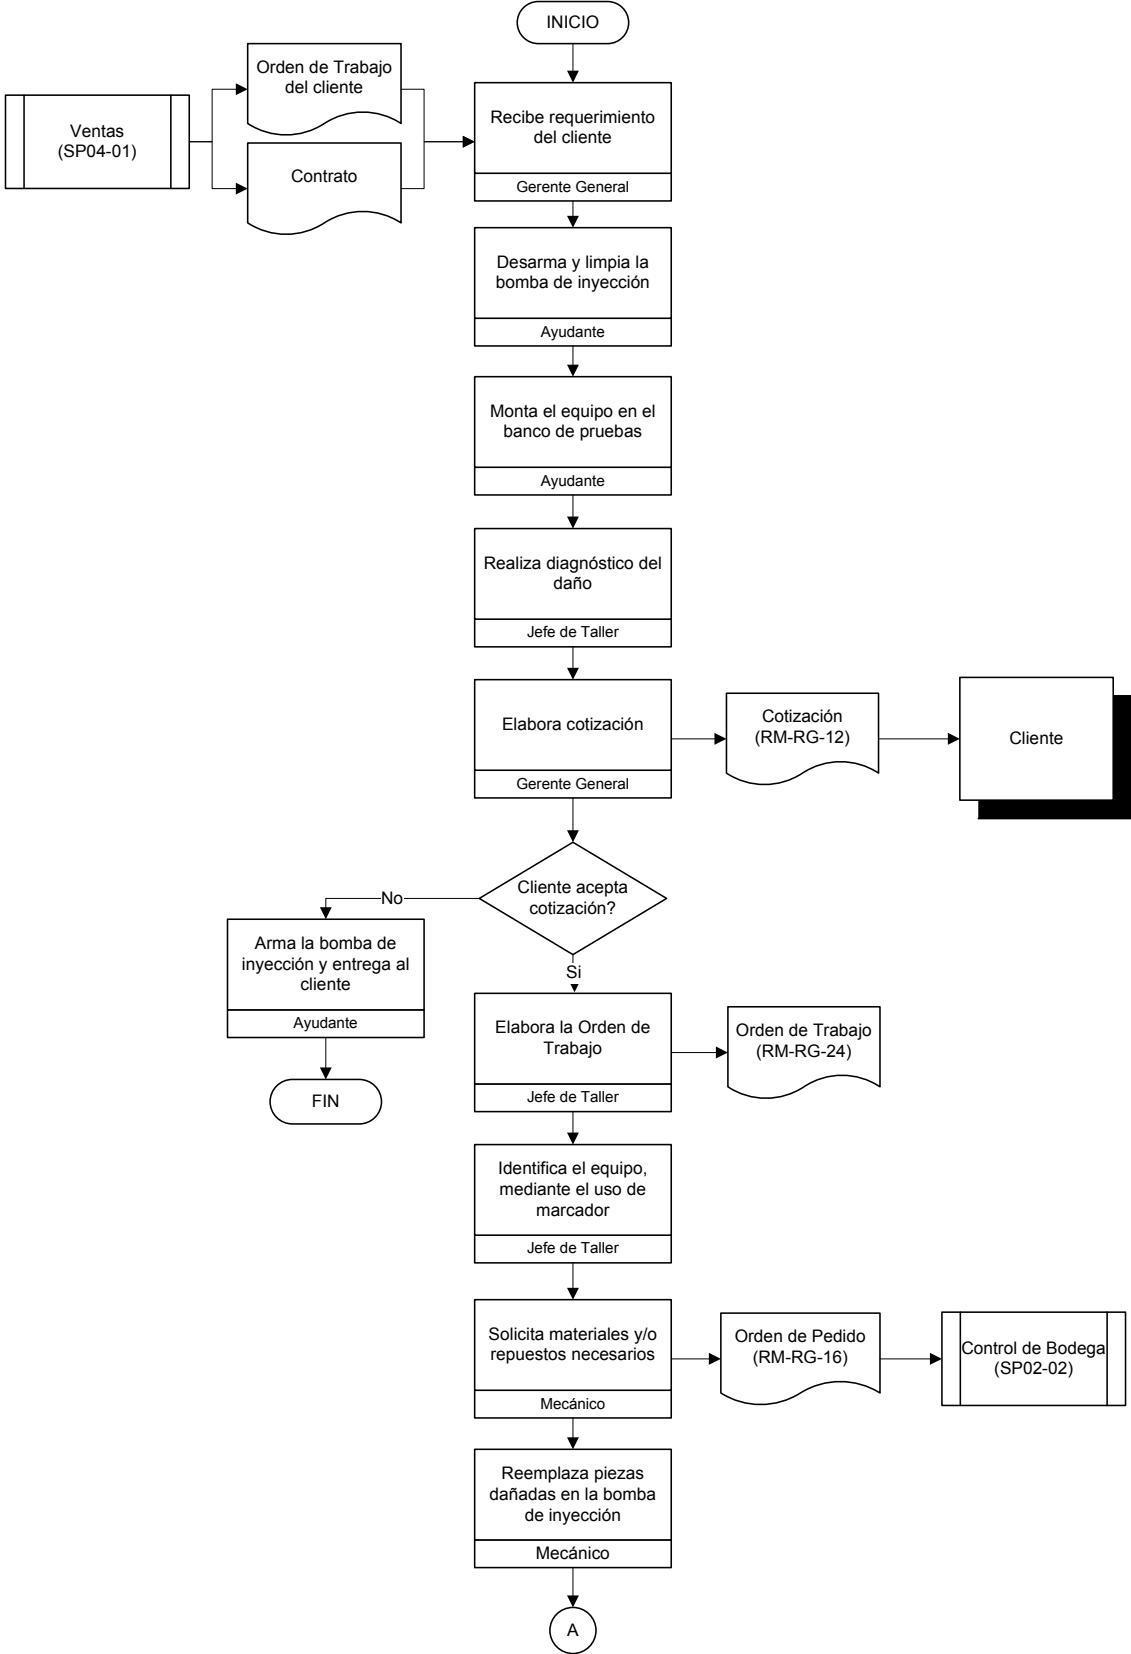 INICIO
Orden de Trabajo
del cliente
Ventas
(SP04-01)
Contrato
Recibe requerimiento
del cliente
Gerente General
Desarma y limpia la
bomba de inyección
Ayudante
Monta el equipo en el
banco de pruebas
Ayudante
Realiza diagnóstico del
daño
Jefe de Taller
Elabora cotización
Gerente General
Cotización
(RM-RG-12)
Cliente
Cliente acepta
cotización?
No
Arma la bomba de
inyección y entrega al
cliente
Ayudante
FIN
Si
Elabora la Orden de
Trabajo
Jefe de Taller
Orden de Trabajo
(RM-RG-24)
Identifica el equipo,
mediante el uso de
marcador
Jefe de Taller
Solicita materiales y/o
repuestos necesarios
Mecánico
Orden de Pedido
(RM-RG-16)
Control de Bodega
(SP02-02)
Reemplaza piezas
dañadas en la bomba
de inyección
Mecánico
A